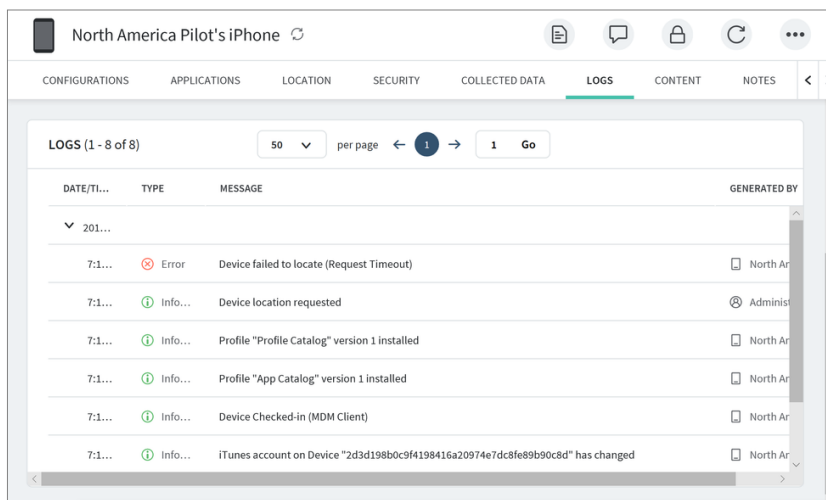 North America Pilot's iPhone
CONFIGURATIONS APPLICATIONS LOCATION SECURITY COLLECTED DATA LOGS CONTENT NOTES
LOGS (1 - 8 of 8) 50 per page 1 1 Go
DATE/TI... TYPE MESSAGE GENERATED BY
201...
7:1... Error Device failed to locate (Request Timeout) North Ar
7:1... Info... Device location requested Administ
7:1... Info... Profile "Profile Catalog" version 1 installed North Ar
7:1... Info... Profile "App Catalog" version 1 installed North Ar
7:1... Info... Device Checked-in (MDM Client) North Ar
7:1... Info... iTunes account on Device "2d3d198b0c9f4198416a20974e7dc8fe89b90c8d" has changed North Ar